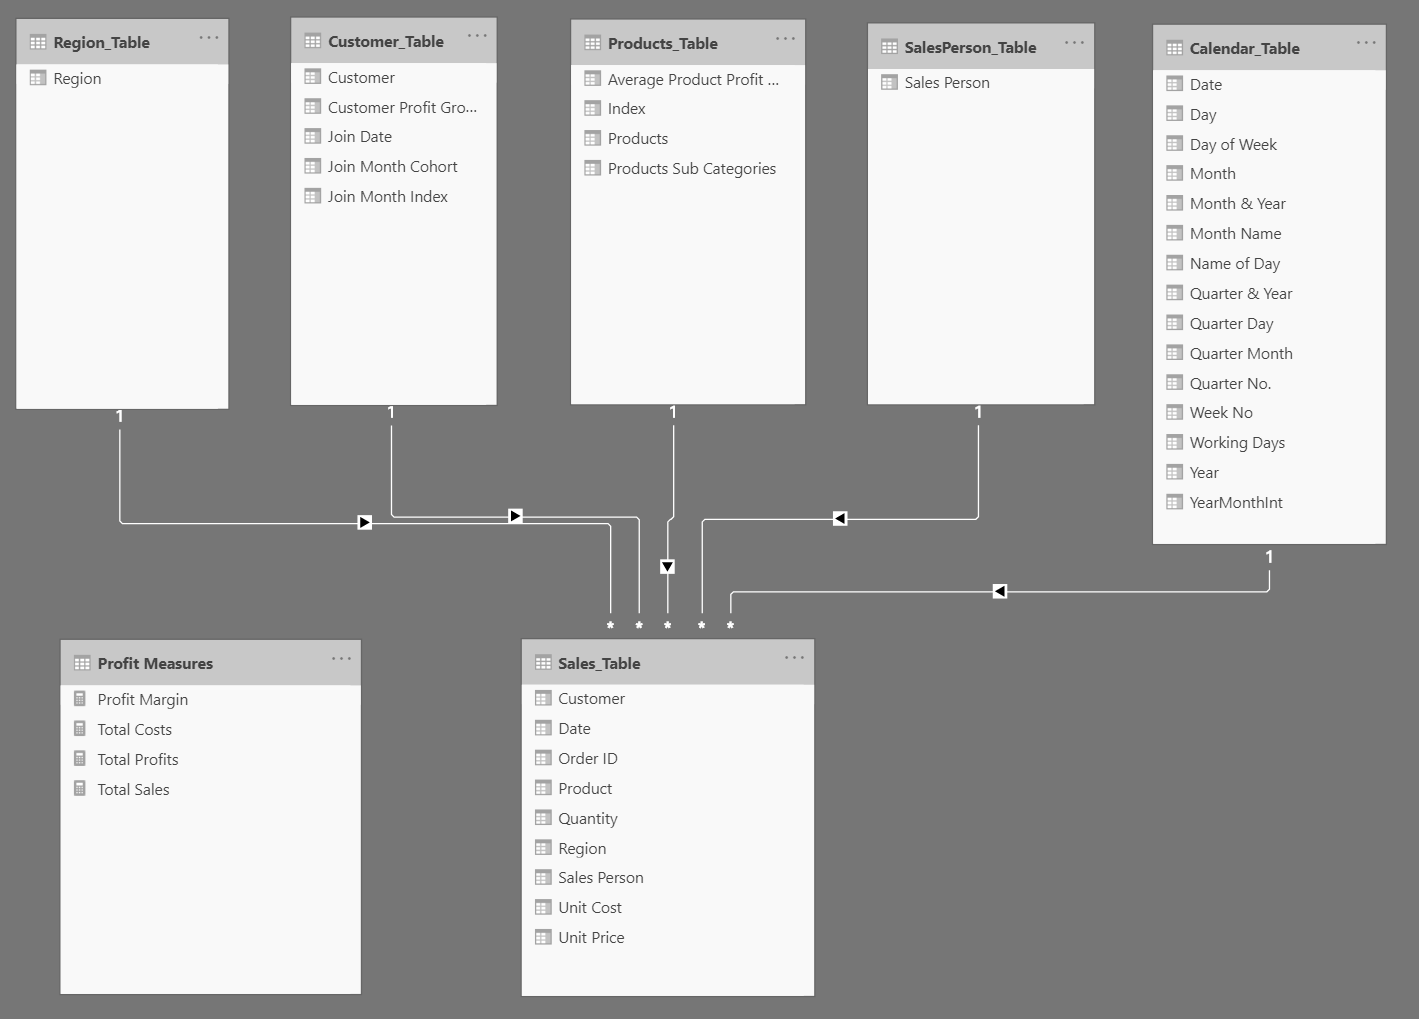 Region_Table
Region
Customer_Table
Customer
Customer Profit Gro...
Join Date
Join Month Cohort
Join Month Index
Products_Table
Average Product Profit ...
Index
Products
Products Sub Categories
SalesPerson_Table
Sales Person
Calendar_Table
Date
Day
Day of Week
Month
Month & Year
Month Name
Name of Day
Quarter & Year
Quarter Day
Quarter Month
Quarter No.
Week No
Working Days
Year
YearMonthInt
1
1
1
1
1
* * * * *
Profit Measures
Profit Margin
Total Costs
Total Profits
Total Sales
Sales_Table
Customer
Date
Order ID
Product
Quantity
Region
Sales Person
Unit Cost
Unit Price